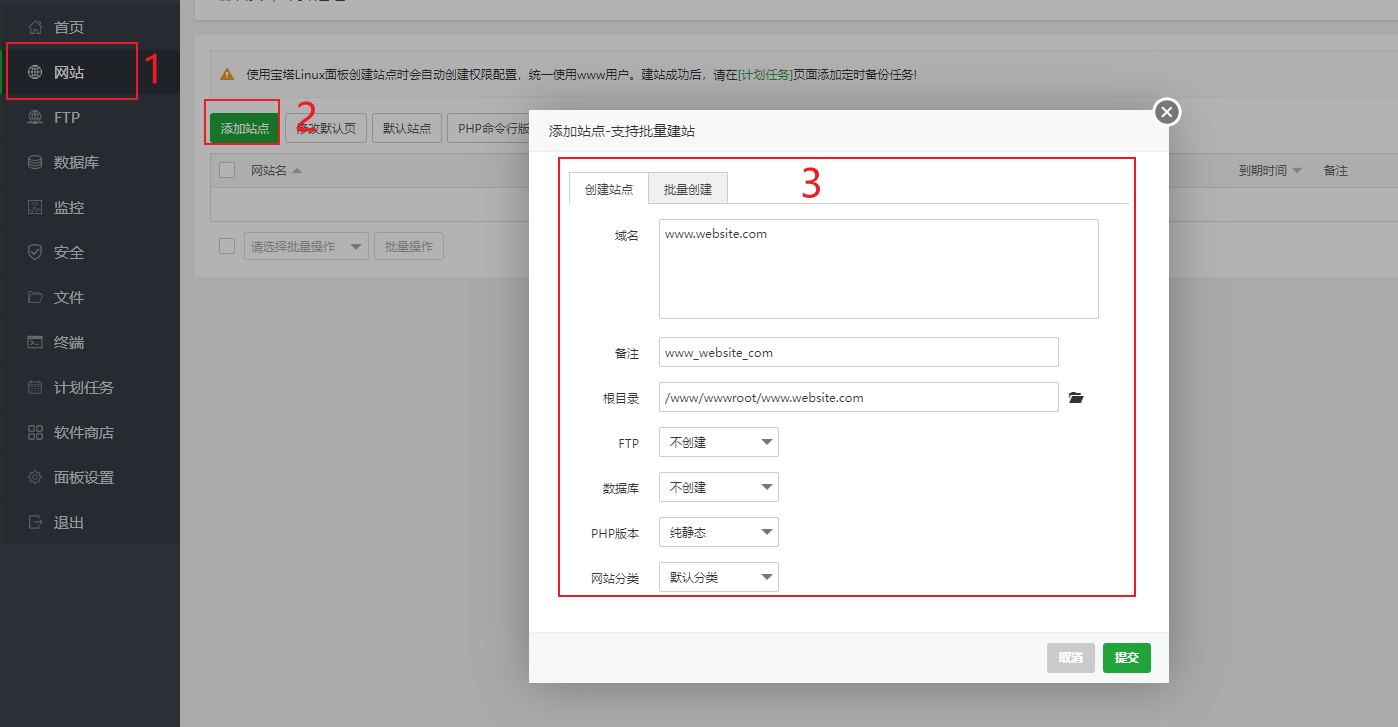 首页
网站
1
FTP
数据库
监控
安全
文件
终端
计划任务
软件商店
面板设置
退出
使用宝塔Linux面板创建站点时会自动创建权限配置，统一使用www用户。建站成功后，请在[计划任务]页面添加定时备份任务!
添加站点
2
修改默认页
默认站点
PHP命令行版
网站名
到期时间
备注
请选择批量操作
批量操作
添加站点-支持批量建站
创建站点
批量创建
3
域名
www.website.com
备注
www_website_com
根目录
/www/wwwroot/www.website.com
FTP
不创建
数据库
不创建
PHP版本
纯静态
网站分类
默认分类
取消
提交